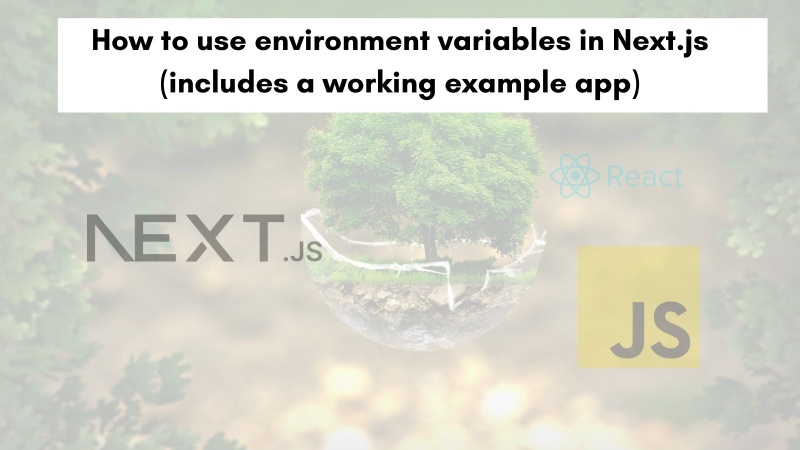 How to use environment variables in Next.js
(includes a working example app)
React
NEXT.JS
JS